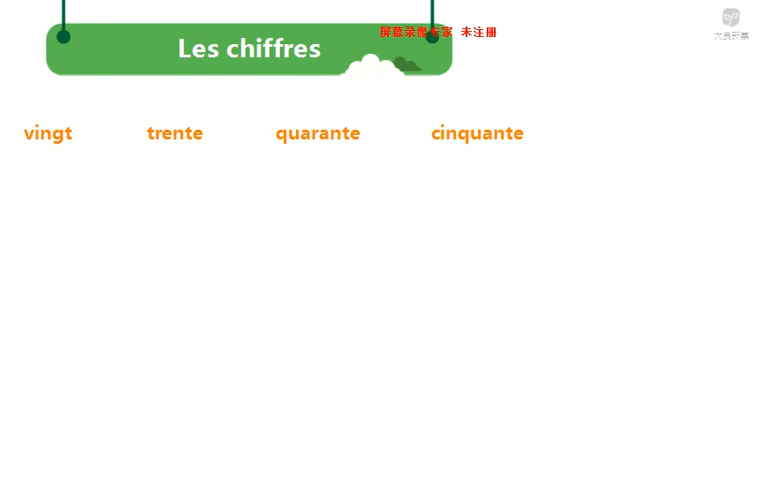 Les chiffres
屏幕录像专家 未注册
vingt trente quarante cinquante